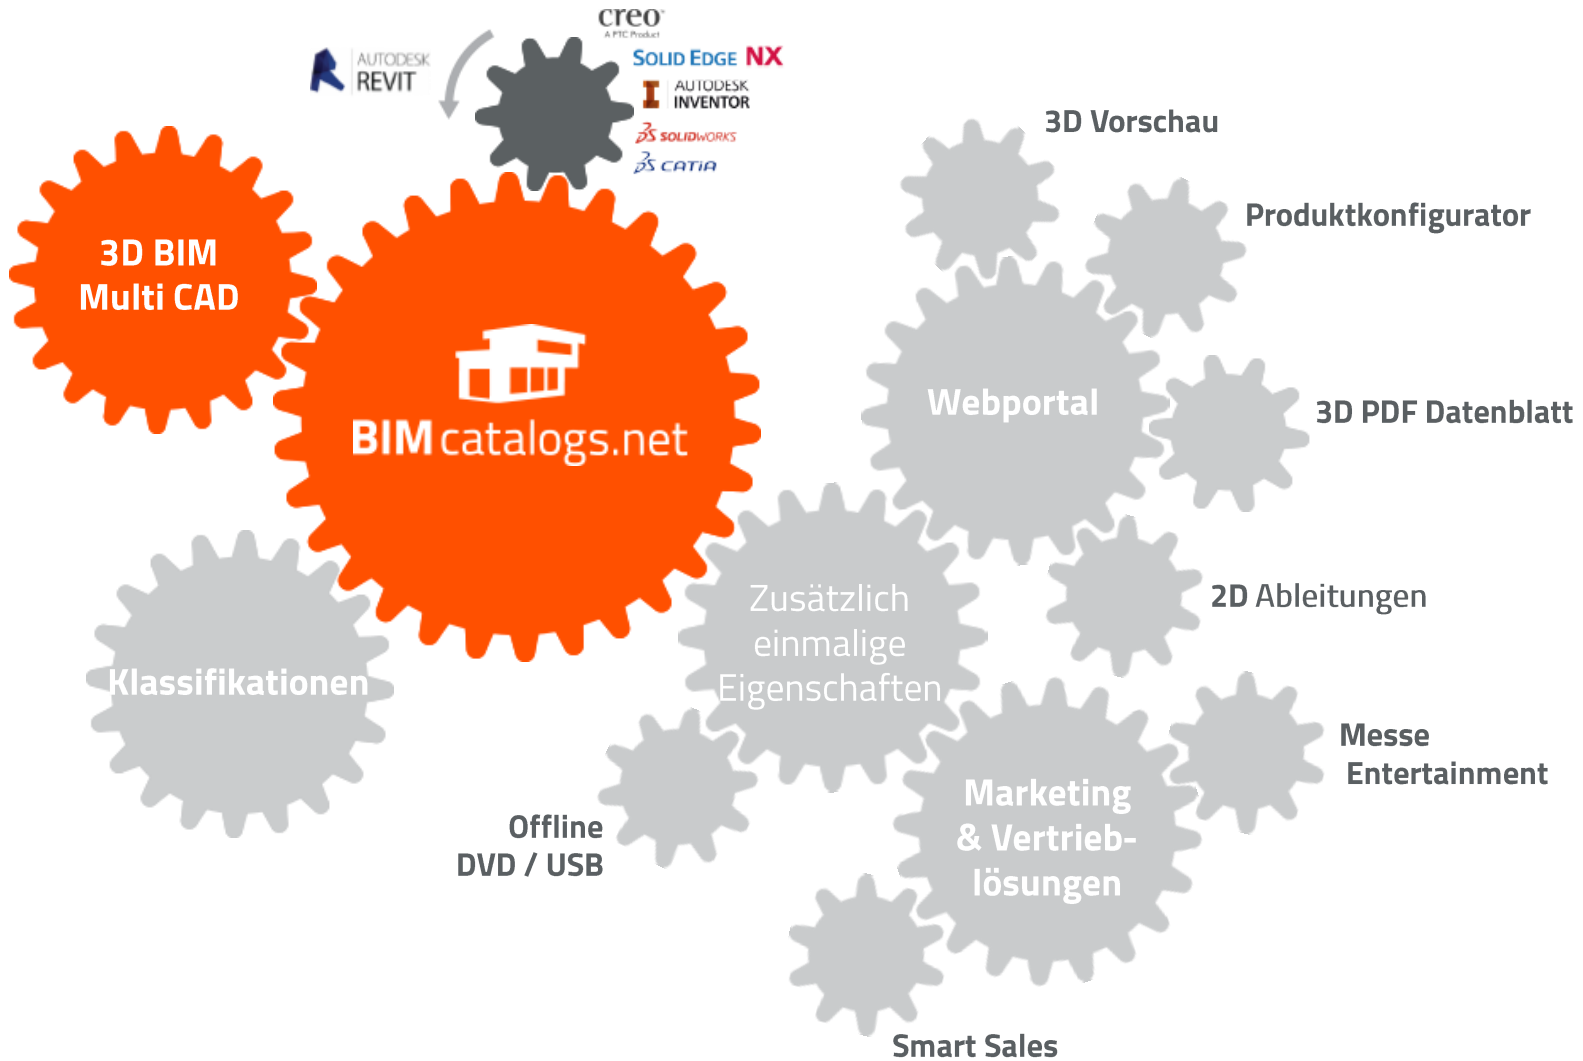 creo
A PTC Product
AUTODESK
REVIT
SOLID EDGE NX
AUTODESK
INVENTOR
SOLIDWORKS
CATIA
3D BIM
Multi CAD
BIMcatalogs.net
3D Vorschau
Produktkonfigurator
Webportal
3D PDF Datenblatt
2D Ableitungen
Zusätzlich
einmalige
Eigenschaften
Klassifikationen
Messe
Entertainment
Marketing
& Vertrieb-
lösungen
Offline
DVD / USB
Smart Sales